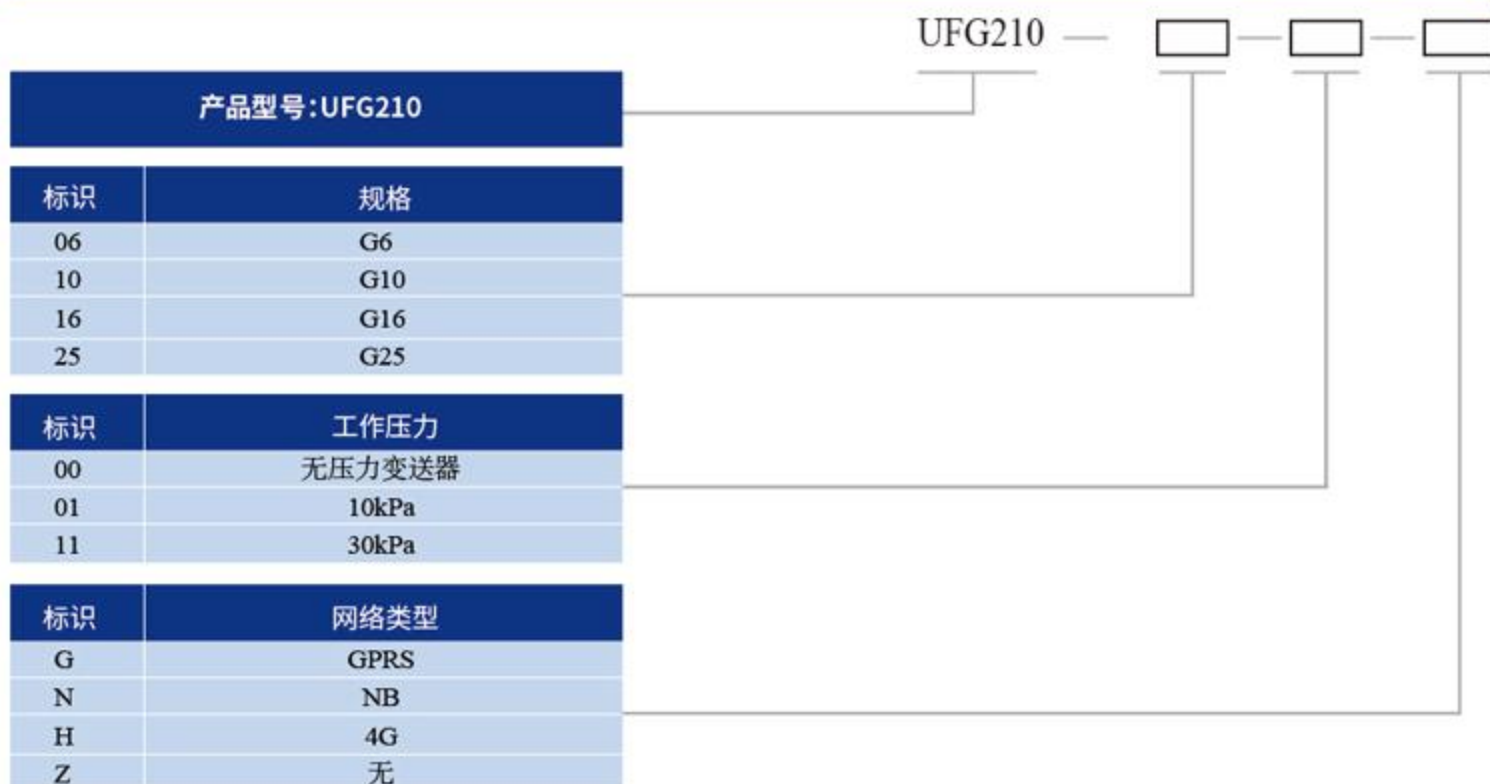 UFG210 —  —  —
产品型号:UFG210
标识 规格
06 G6
10 G10
16 G16
25 G25
标识 工作压力
00 无压力变送器
01 10kPa
11 30kPa
标识 网络类型
G GPRS
N NB
H 4G
Z 无